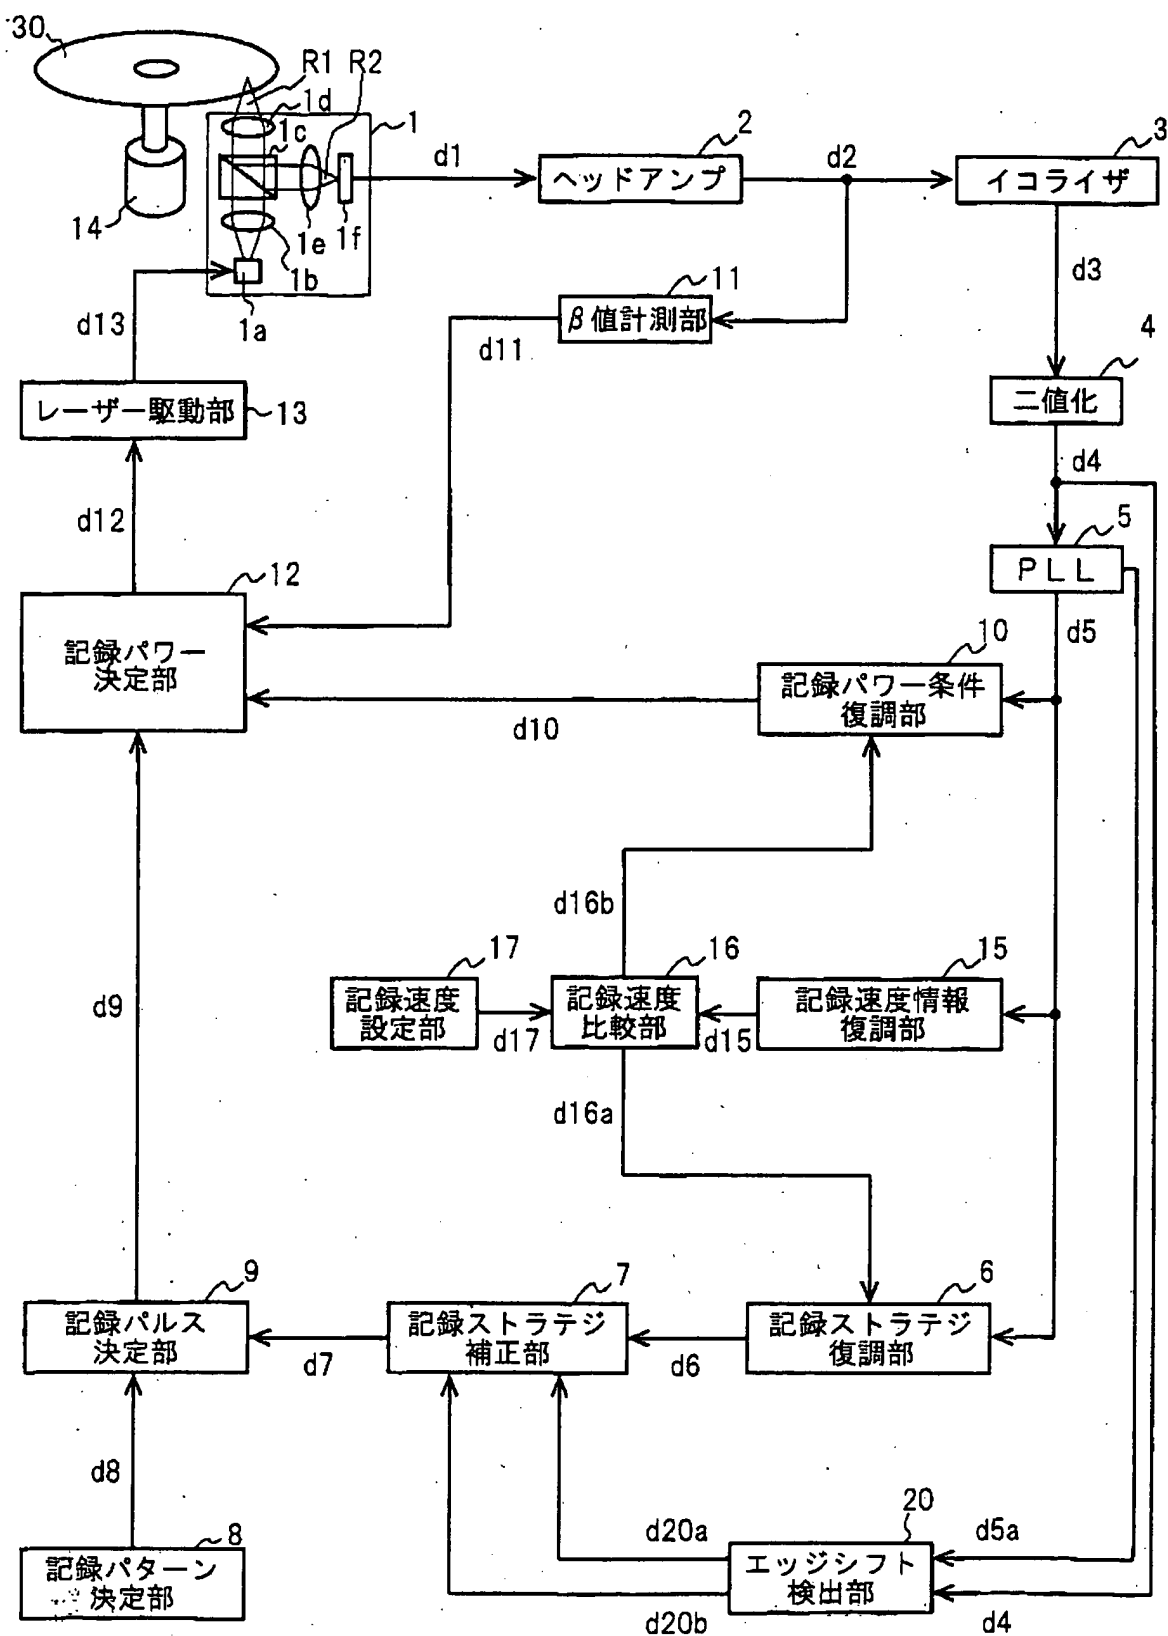 30
R1 R2
1d
1
1c
2
3
d1
ヘッドアンプ
d2
イコライザ
14
1e
1f
1b
1a
d3
11
β値計測部
d13
d11
4
レーザー駆動部
13
二値化
d4
d12
5
PLL
12
d5
記録パワー
決定部
10
記録パワー条件
復調部
d10
d16b
17
16
15
記録速度
設定部
記録速度
比較部
記録速度情報
復調部
d9
d17
d15
d16a
9
7
6
記録パルス
決定部
記録ストラテジ
補正部
記録ストラテジ
復調部
d7
d6
d8
20
d20a
d5a
8
記録パターン
決定部
エッジシフト
検出部
d20b
d4